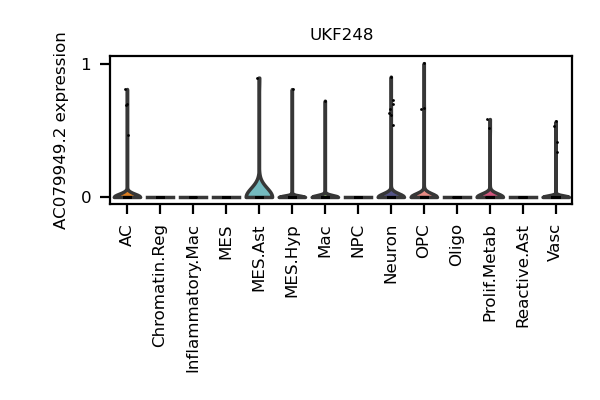 UKF248
AC079949.2 expression
1
0
AC
Chromatin.Reg
Inflammatory.Mac
MES
MES.Ast
MES.Hyp
Mac
NPC
Neuron
OPC
Oligo
Prolif.Metab
Reactive.Ast
Vasc